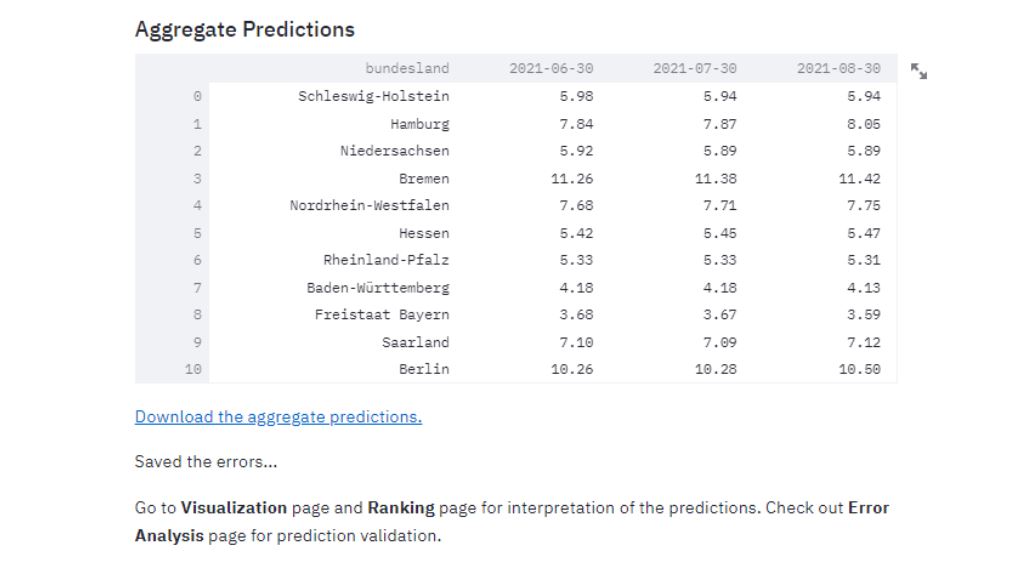 Aggregate Predictions
bundesland 2021-06-30 2021-07-30 2021-08-30
0 Schleswig-Holstein 5.98 5.94 5.94
1 Hamburg 7.84 7.87 8.05
2 Niedersachsen 5.92 5.89 5.89
3 Bremen 11.26 11.38 11.42
4 Nordrhein-Westfalen 7.68 7.71 7.75
5 Hessen 5.42 5.45 5.47
6 Rheinland-Pfalz 5.33 5.33 5.31
7 Baden-Württemberg 4.18 4.18 4.13
8 Freistaat Bayern 3.68 3.67 3.59
9 Saarland 7.10 7.09 7.12
10 Berlin 10.26 10.28 10.50
Download the aggregate predictions.
Saved the errors...
Go to Visualization page and Ranking page for interpretation of the predictions. Check out Error
Analysis page for prediction validation.